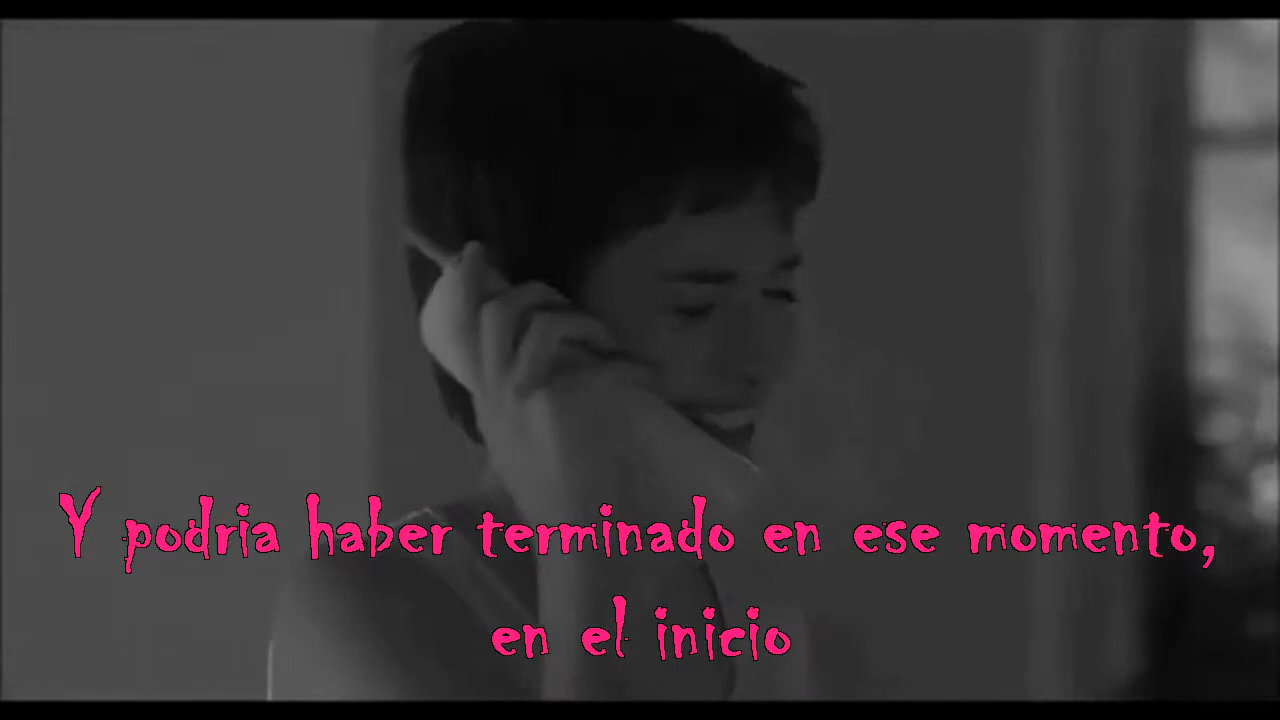 Y podria haber terminado en ese momento,
en el inicio